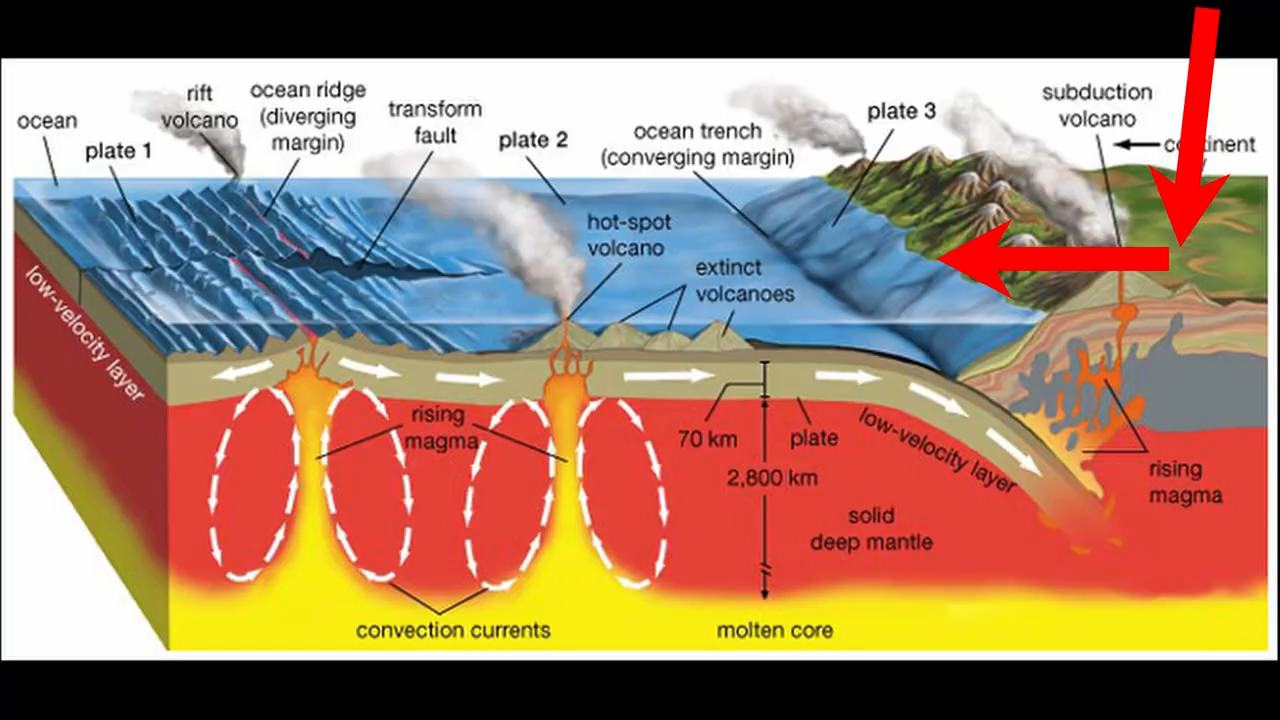 rift
volcano
ocean ridge
(diverging
margin)
transform
fault
ocean
plate 1
plate 2
ocean trench
(converging margin)
plate 3
subduction
volcano
hot-spot
volcano
extinct
volcanoes
low-velocity layer
rising
magma
70 km
plate
2,800 km
low-velocity layer
solid
deep mantle
rising
magma
convection currents
molten core